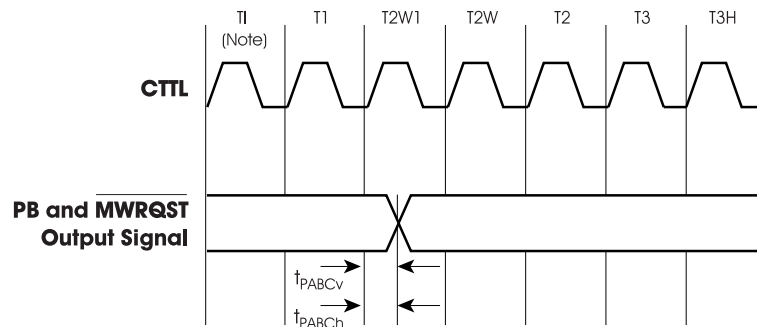 TI T1 T2W1 T2W T2 T3 T3H
(Note)
CTTL
PB and MWRQST
Output Signal
tPABCv
tPABCh